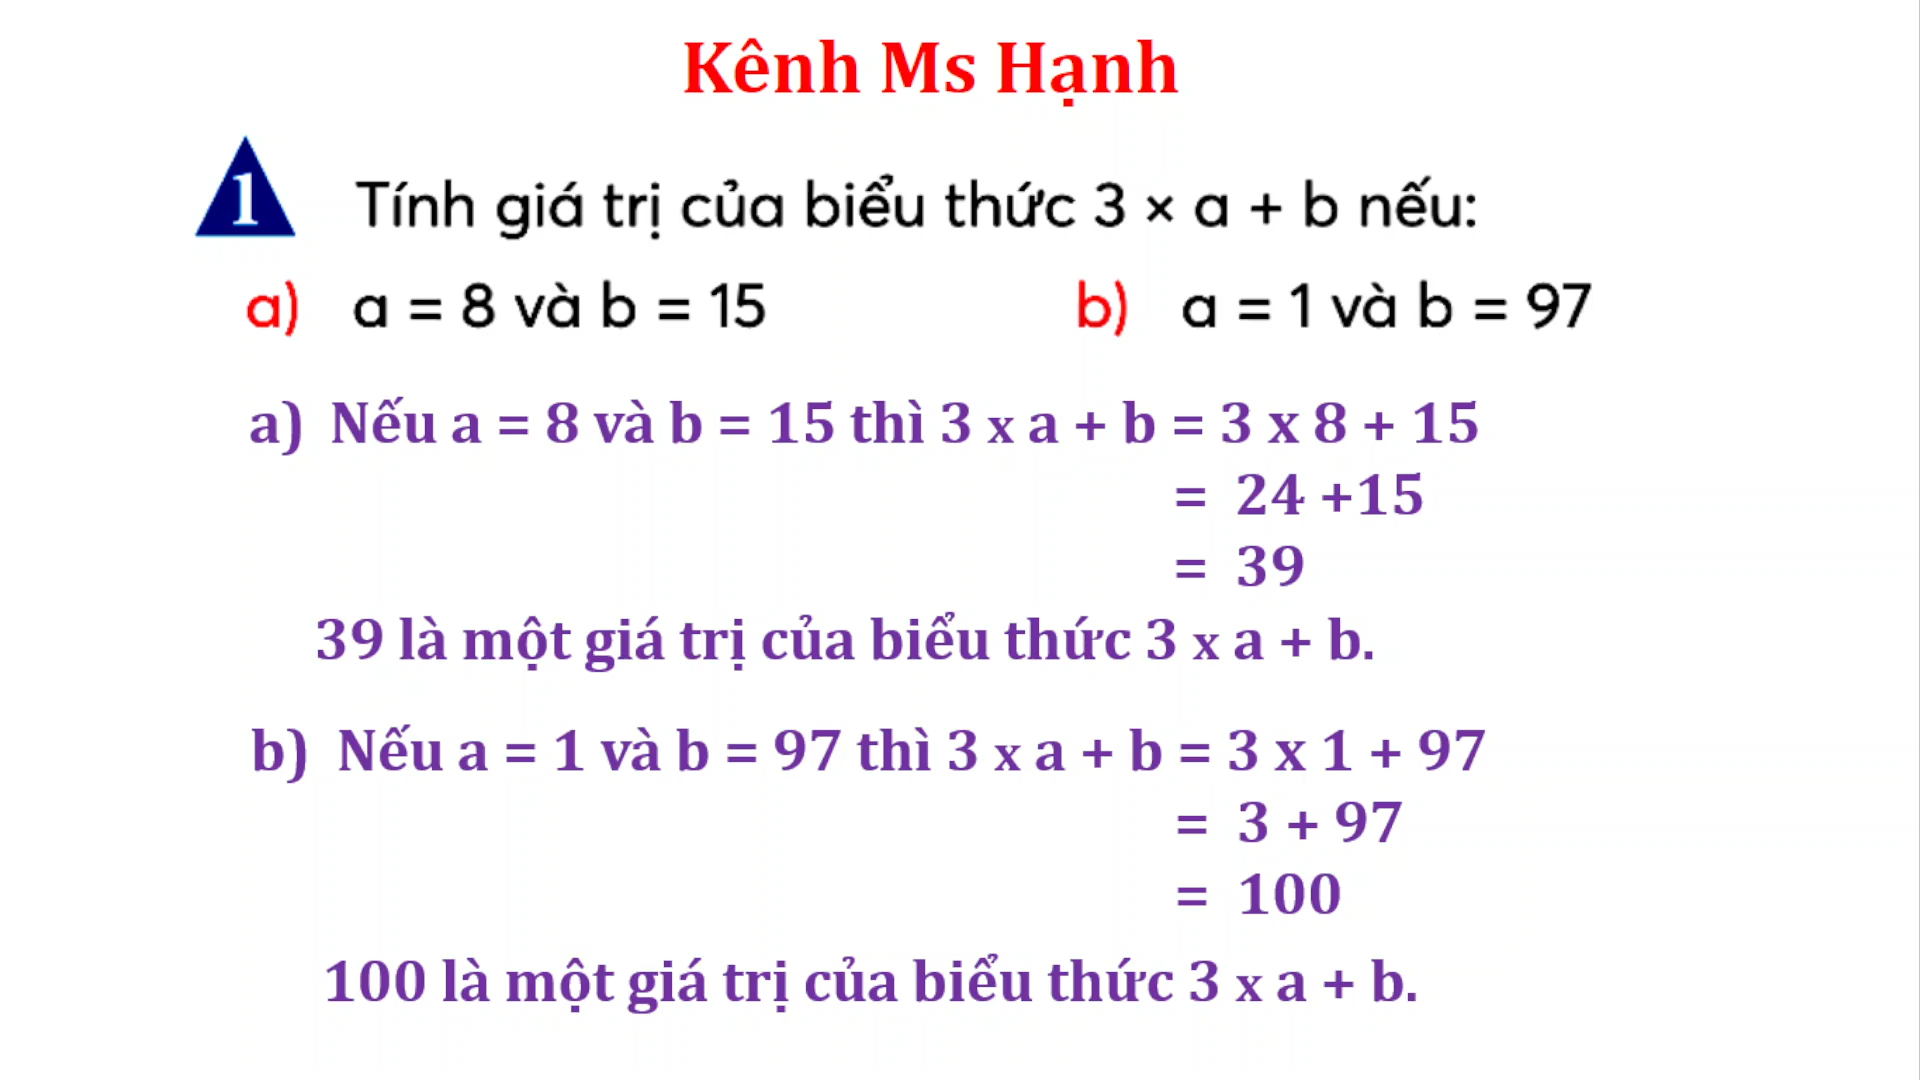 Kênh Ms Hạnh
1 Tính giá trị của biểu thức 3 × a + b nếu:
a) a = 8 và b = 15 b) a = 1 và b = 97
a) Nếu a = 8 và b = 15 thì 3 x a + b = 3 x 8 + 15
= 24 +15
= 39
39 là một giá trị của biểu thức 3 x a + b.
b) Nếu a = 1 và b = 97 thì 3 x a + b = 3 x 1 + 97
= 3 + 97
= 100
100 là một giá trị của biểu thức 3 x a + b.